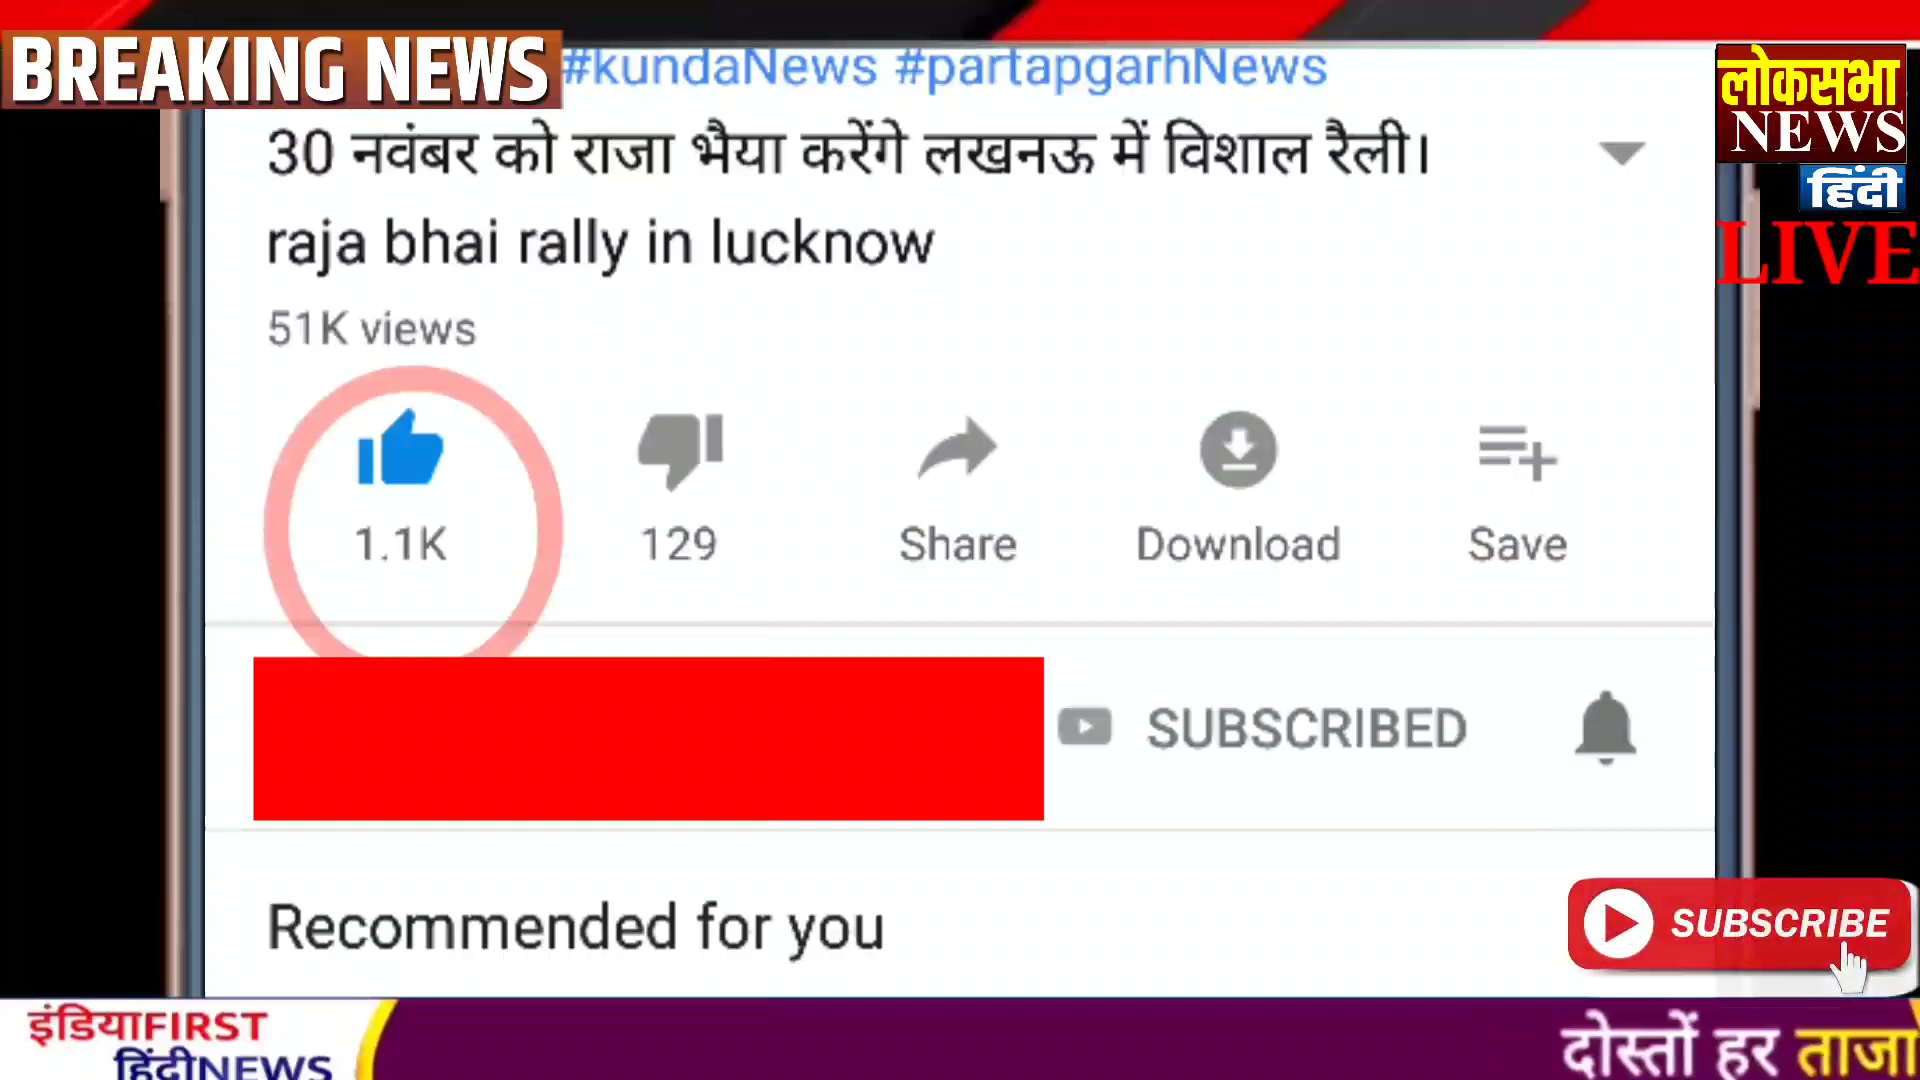 BREAKING NEWS
#kundaNews #partapgarhNews
लोकसभा
NEWS
हिंदी
LIVE
30 नवंबर को राजा भैया करेंगे लखनऊ में विशाल रैली।
raja bhai rally in lucknow
51K views
1.1K
129
Share
Download
Save
SUBSCRIBED
Recommended for you
SUBSCRIBE
इंडियाFIRST
हिंदीNEWS
दोस्तों हर ताजा